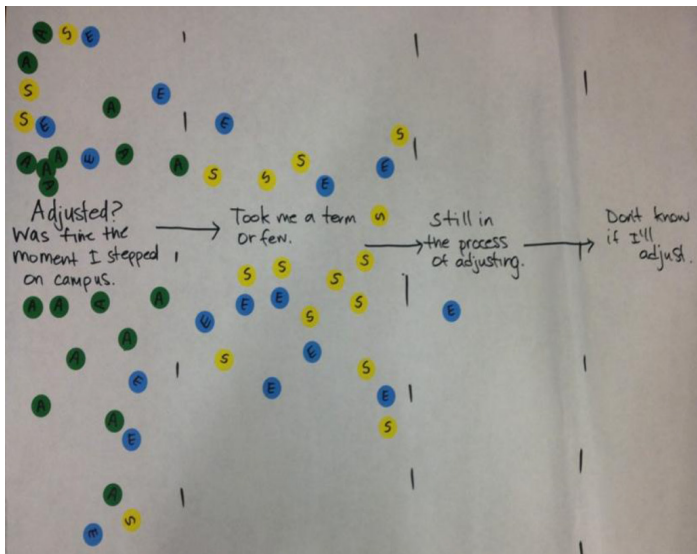 A S E
A
S
A E
S E E
A A A A E A A S
S S S E E
Adjusted?
Was fine the
moment I stepped
on campus.
Took me a term
or few.
S
Still in
the process
of adjusting.
Don't know
if I'll
adjust.
S S S S
A A A A E E E S S E
A E
A S E S
E E
A S
A E
A
S
E